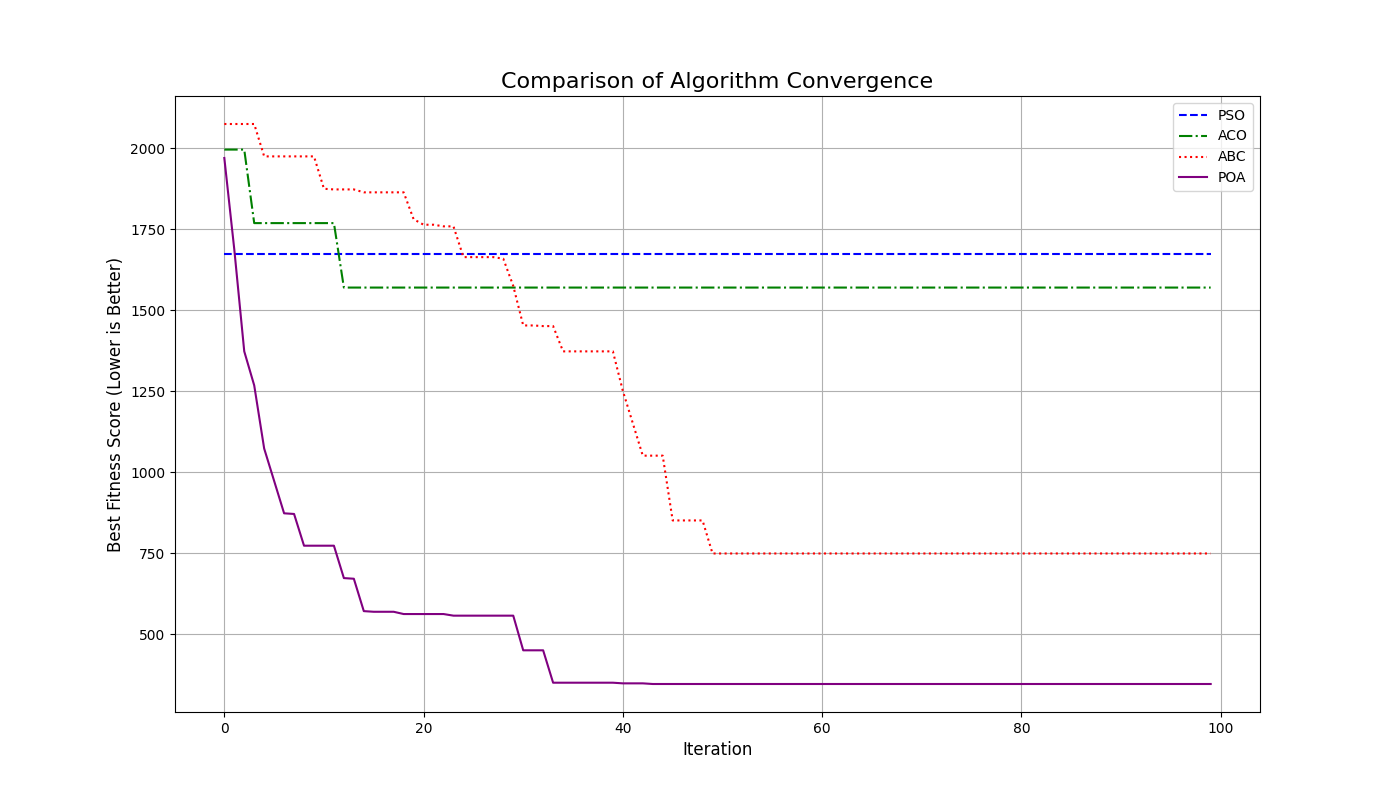 Comparison of Algorithm Convergence
PSO
ACO
ABC
POA
Best Fitness Score (Lower is Better)
2000
1750
1500
1250
1000
750
500
0 20 40 60 80 100
Iteration